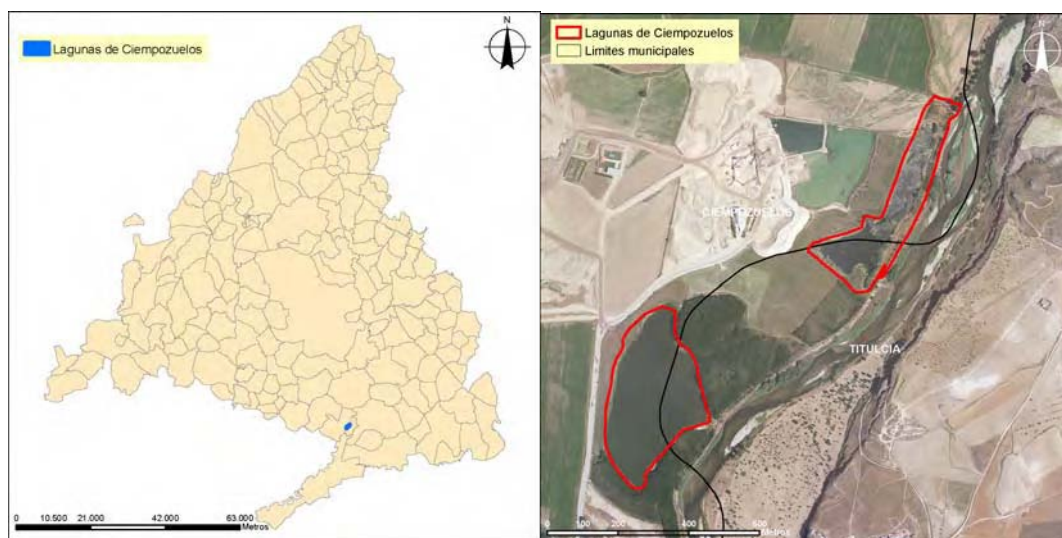 Lagunas de Ciempozuelos
N
0 10.500 21.000 42.000 63.000
Metros
Lagunas de Ciempozuelos
Limites municipales
N
CIEMPOZUELOS
TITULCIA
0 100 200 400 600
Metros